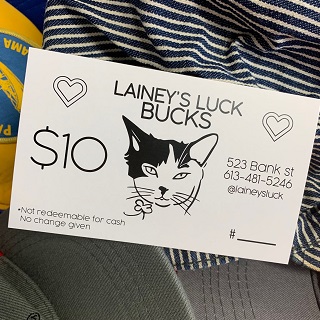 LAINEY'S LUCK
BUCKS
$10
523 Bank st
613-481-5246
@laineysluck
*Not redeemable for cash
No change given
#